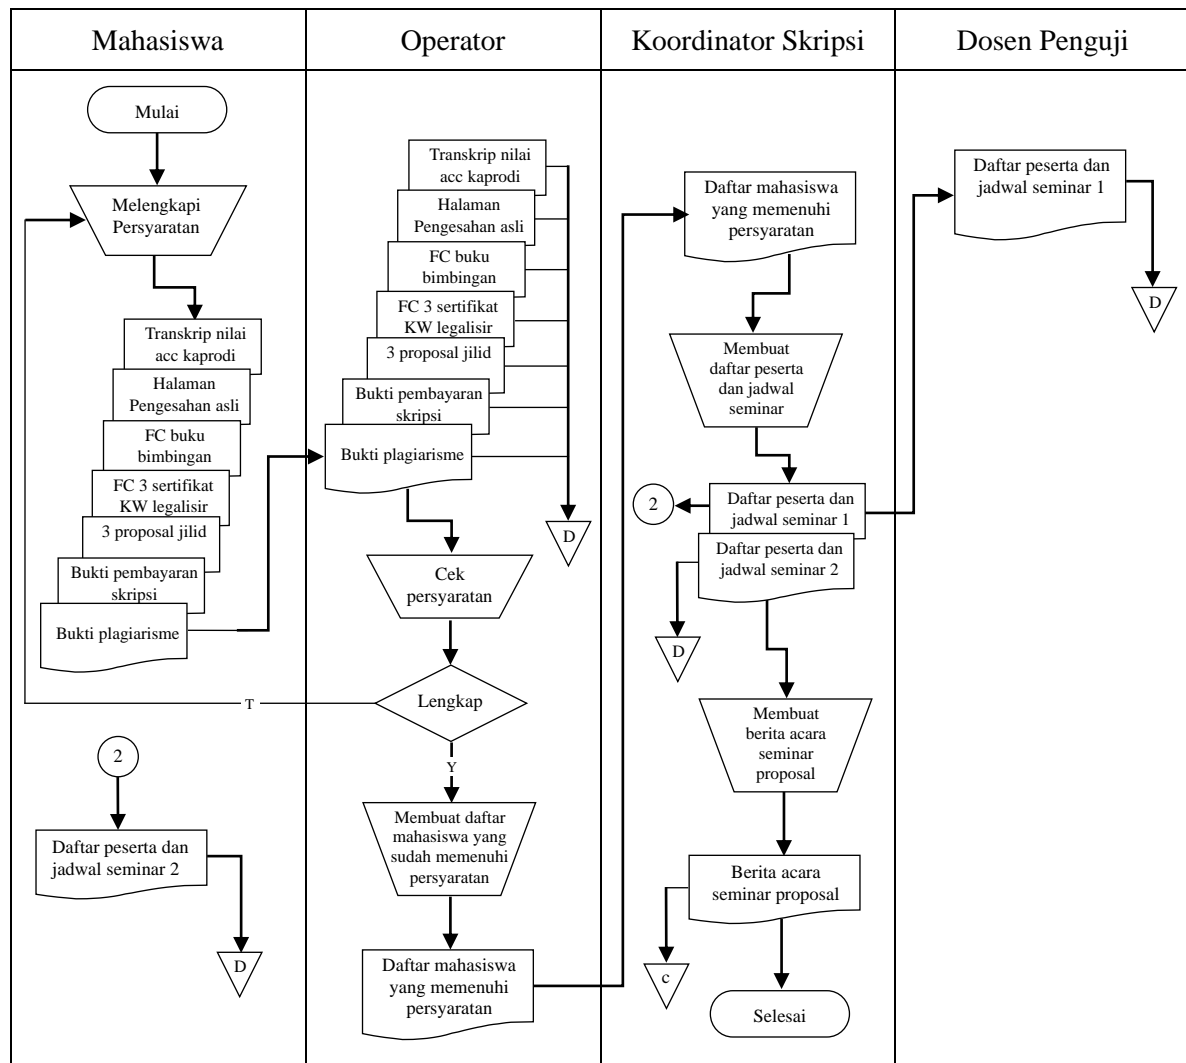 Mahasiswa
Operator
Koordinator Skripsi
Dosen Penguji
Mulai
Melengkapi
Persyaratan
Transkrip nilai
acc kaprodi
Halaman
Pengesahan asli
FC buku
bimbingan
FC 3 sertifikat
KW legalisir
3 proposal jilid
Bukti pembayaran
skripsi
Bukti plagiarisme
2
Daftar peserta dan
jadwal seminar 2
D
Transkrip nilai
acc kaprodi
Halaman
Pengesahan asli
FC buku
bimbingan
FC 3 sertifikat
KW legalisir
3 proposal jilid
Bukti pembayaran
skripsi
Bukti plagiarisme
D
Cek
persyaratan
Lengkap
T
Y
Membuat daftar
mahasiswa yang
sudah memenuhi
persyaratan
Daftar mahasiswa
yang memenuhi
persyaratan
Daftar mahasiswa
yang memenuhi
persyaratan
Membuat
daftar peserta
dan jadwal
seminar
2
Daftar peserta dan
jadwal seminar 1
Daftar peserta dan
jadwal seminar 2
D
Membuat
berita acara
seminar
proposal
Berita acara
seminar proposal
c
Selesai
Daftar peserta dan
jadwal seminar 1
D